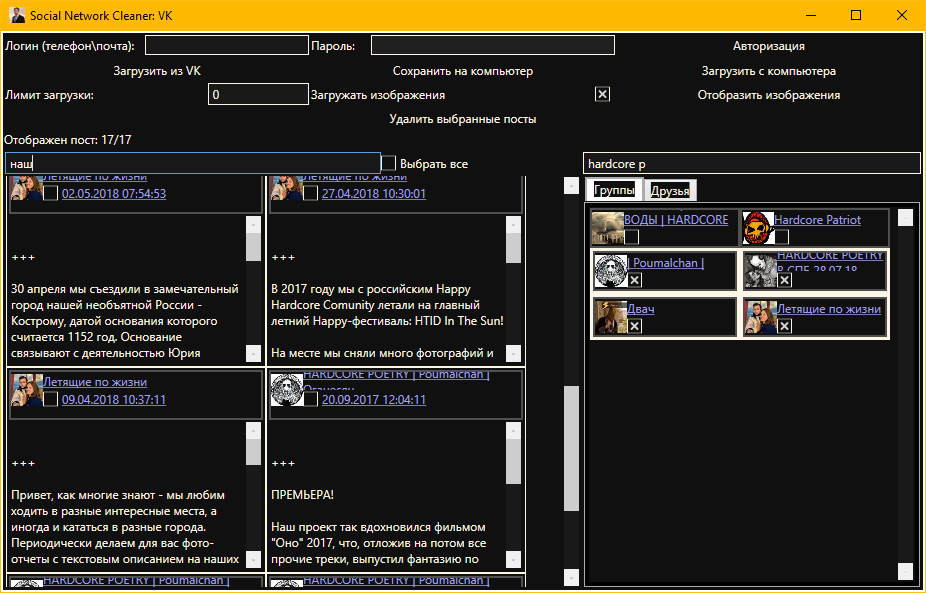 Social Network Cleaner: VK
Логин (телефон\почта): Пароль: Авторизация
Загрузить из VK Сохранить на компьютер Загрузить с компьютера
Лимит загрузки: 0 Загружать изображения Отобразить изображения
Удалить выбранные посты
Отображен пост: 17/17
наш Выбрать все
hardcore p
Летящие по жизни
02.05.2018 07:54:53
+++
30 апреля мы съездили в замечательный
город нашей необъятной России -
Кострому, датой основания которого
считается 1152 год. Основание
связывают с деятельностью Юрия
Летящие по жизни
27.04.2018 10:30:01
+++
В 2017 году мы с российским Happy
Hardcore Comunity летали на главный
летний Happy-фестиваль: HTID In The Sun!
На месте мы сняли много фотографий и
Летящие по жизни
09.04.2018 10:37:11
+++
Привет, как многие знают - мы любим
ходить в разные интересные места, а
иногда и кататься в разные города.
Периодически делаем для вас фото-
отчеты с текстовым описанием на наших
HARDCORE POETRY | Poumalchan |
20.09.2017 12:04:11
+++
ПРЕМЬЕРА!
Наш проект так вдохновился фильмом
"Оно" 2017, что, отложив на потом все
прочие треки, выпустил фантазию по
HARDCORE POETRY | Poumalchan |
HARDCORE POETRY | Poumalchan |
Группы Друзья
ВОДЫ | HARDCORE
Hardcore Patriot
| Poumalchan |
HARDCORE POETRY
В СПБ 28.07.18
Двач
Летящие по жизни